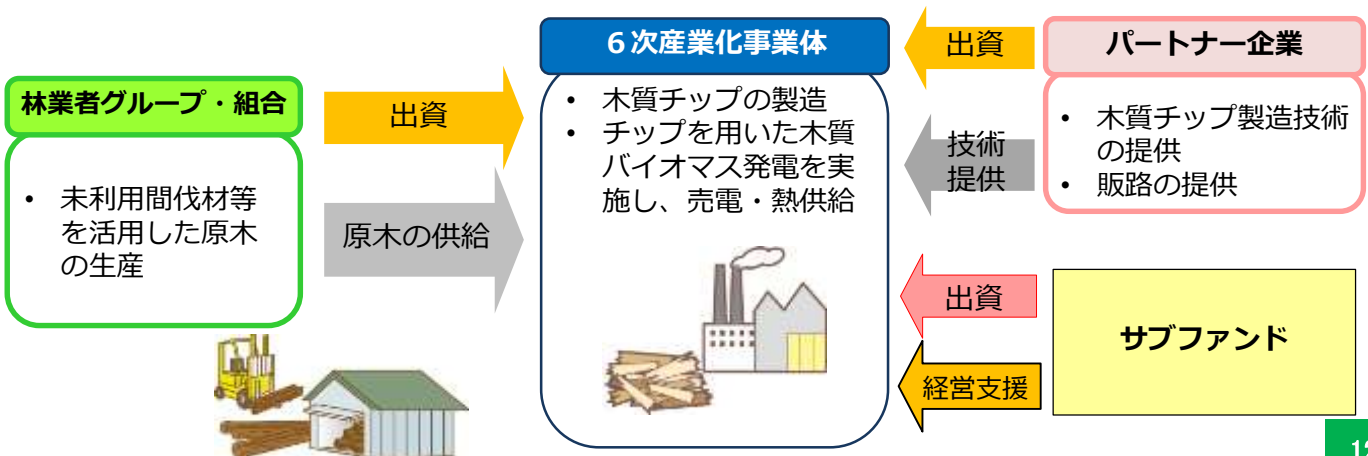 林業者グループ・組合
• 未利用間伐材等
を活用した原木
の生産
出資
原木の供給
６次産業化事業体
• 木質チップの製造
• チップを用いた木質
バイオマス発電を実
施し、売電・熱供給
出資
技術
提供
パートナー企業
• 木質チップ製造技術
の提供
• 販路の提供
出資
経営支援
サブファンド